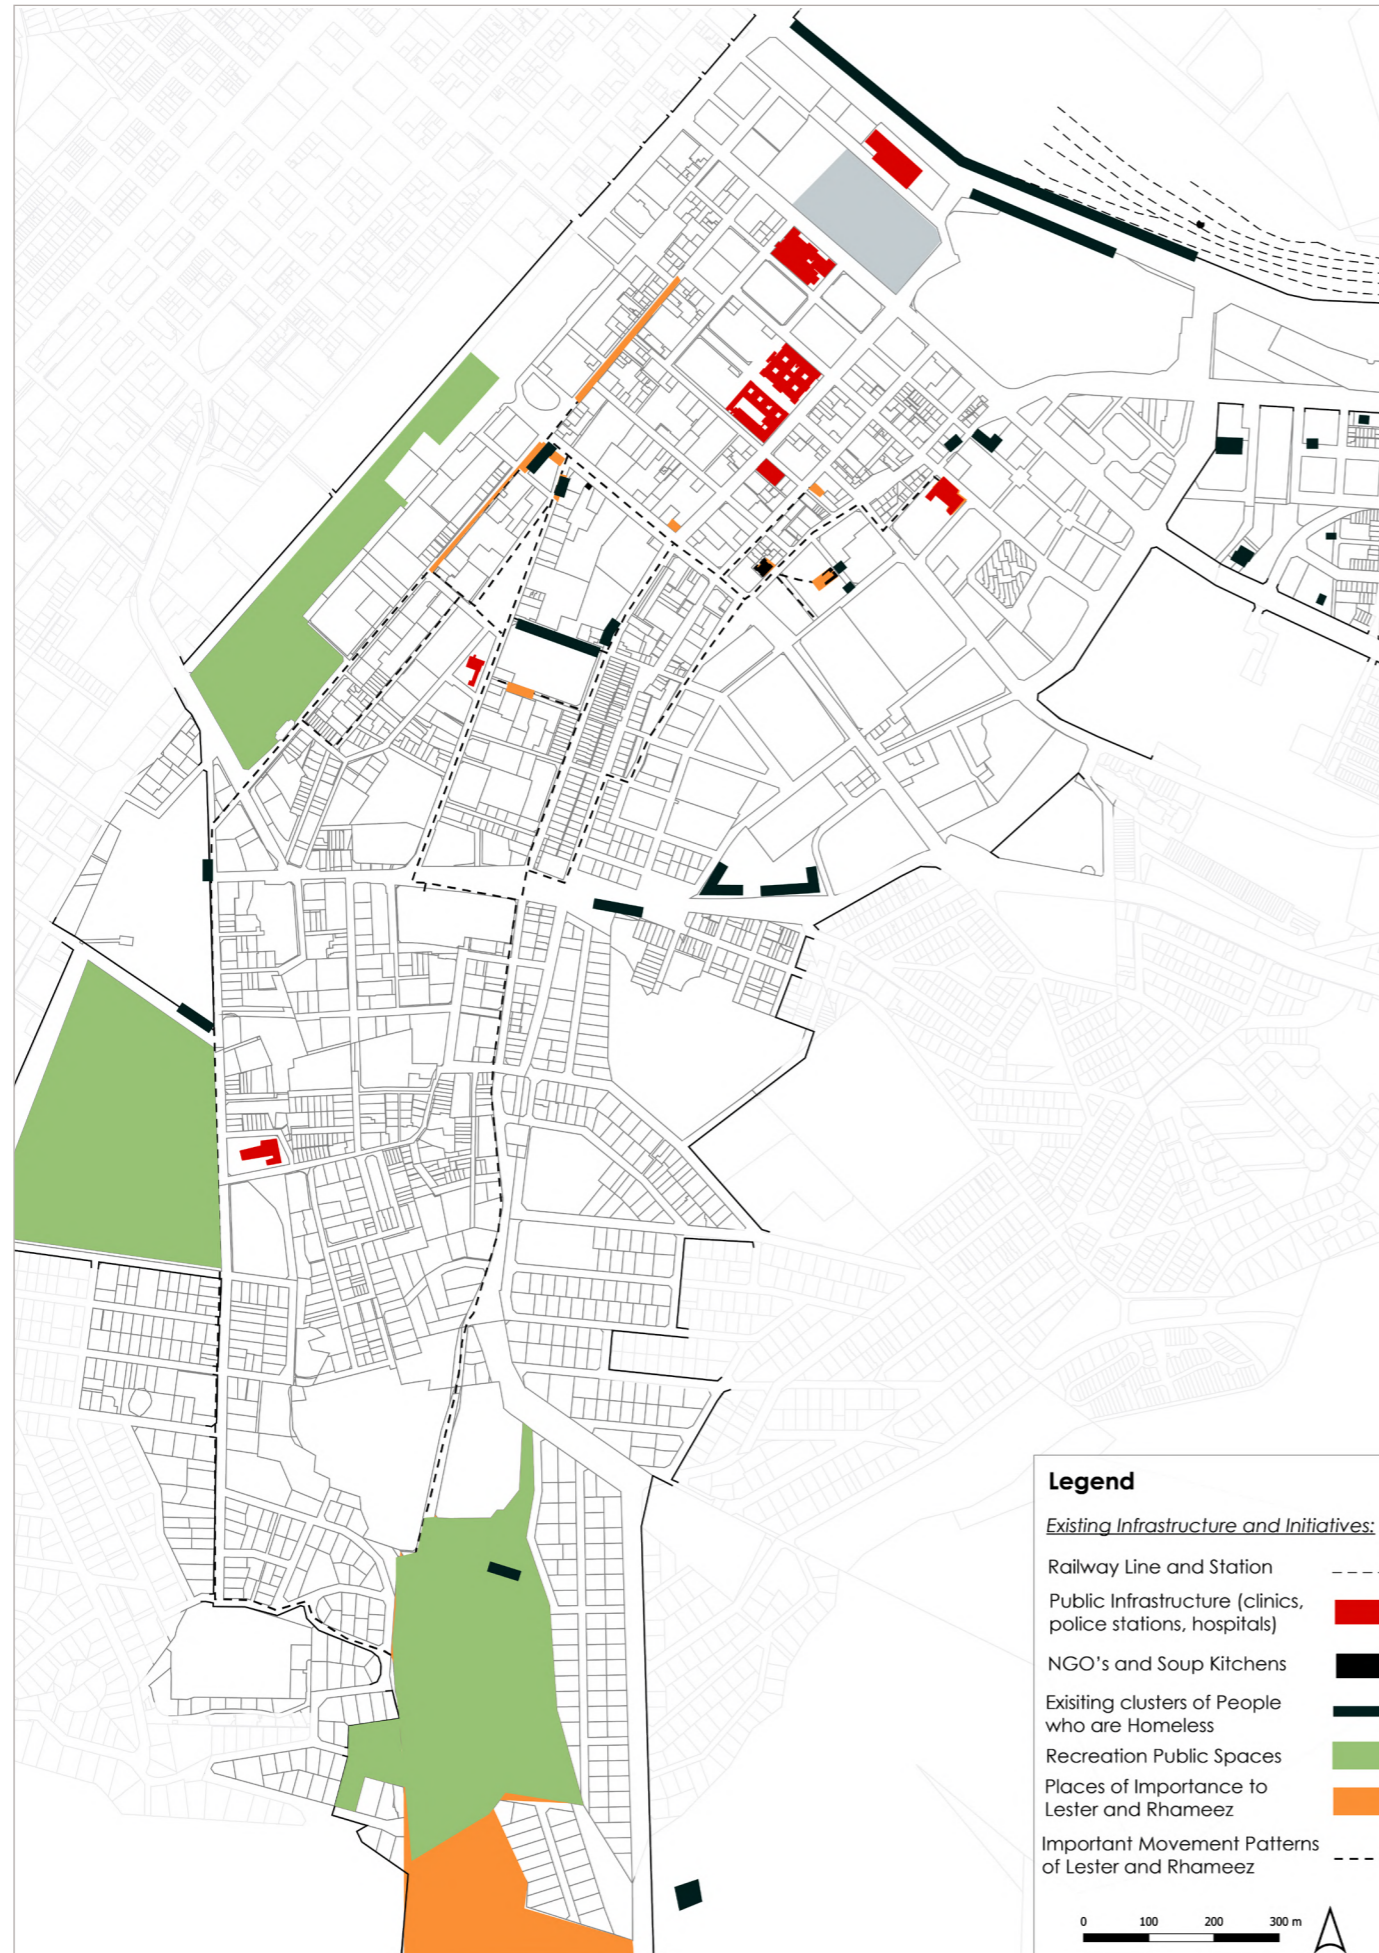 Legend
Existing Infrastructure and Initiatives:
Railway Line and Station
Public Infrastructure (clinics,
police stations, hospitals)
NGO's and Soup Kitchens
Exisiting clusters of People
who are Homeless
Recreation Public Spaces
Places of Importance to
Lester and Rhameez
Important Movement Patterns
of Lester and Rhameez
0 100 200 300 m